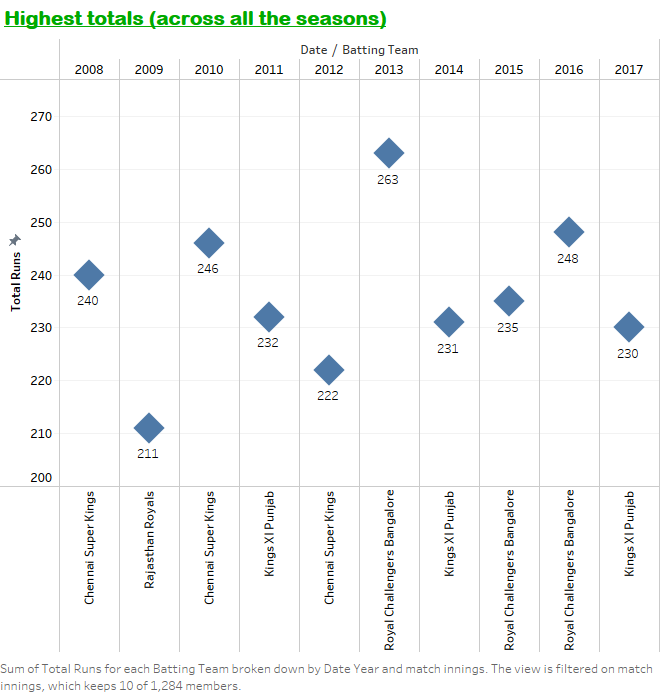 Highest totals (across all the seasons)
Date / Batting Team
2008 2009 2010 2011 2012 2013 2014 2015 2016 2017
270
260
250
240
230
220
210
200
Total Runs
240
211
246
232
222
263
231
235
248
230
Chennai Super Kings
Rajasthan Royals
Chennai Super Kings
Kings XI Punjab
Chennai Super Kings
Royal Challengers Bangalore
Kings XI Punjab
Royal Challengers Bangalore
Royal Challengers Bangalore
Kings XI Punjab
Sum of Total Runs for each Batting Team broken down by Date Year and match innings. The view is filtered on match
innings, which keeps 10 of 1,284 members.